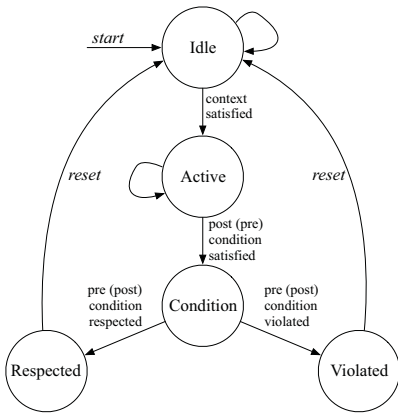 start
Idle
context
satisfied
reset
reset
Active
post (pre)
condition
satisfied
pre (post)
condition
respected
Condition
pre (post)
condition
violated
Respected
Violated